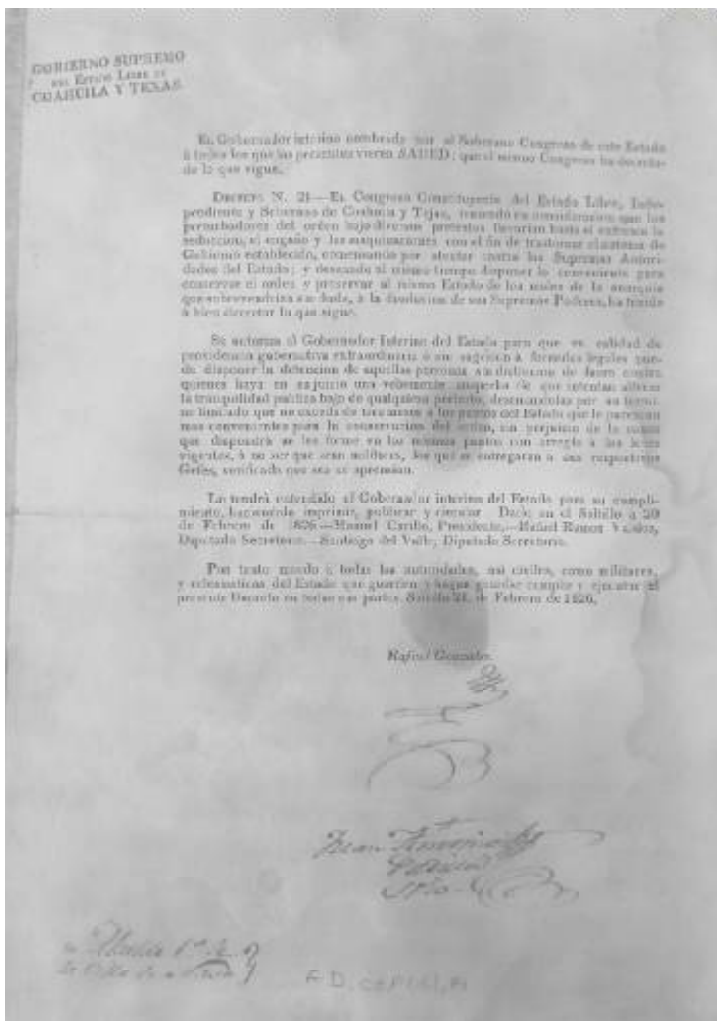 GOBIERNO SUPREMO
DEL ESTADO LIBRE DE
COAHUILA Y TEXAS.
EL Gobernador interino nombrado por el Soberano Congreso de este Estado
á todos los que las presentes vieren SABED; que el mismo Congreso ha decreta-
do lo que sigue.
DECRETO N. 21—EL Congreso Constituyente del Estado Libre, Inde-
pendiente y Soberano de Coahuila y Tejas, teniendo en consideracion que los
perturbadores del orden bajo diversos pretestos llevarian hasta el extremo la
seduccion, el engaño y las maquinaciones con el fin de trastornar el sistema de
Gobierno establecido, comenzando por atentar contra las Supremas Autori-
dades del Estado; y deseando al mismo tiempo disponer lo conveniente para
conservar el orden y preservar al mismo Estado de los males de la anarquia
que sobrevendria sin duda, á la disolucion de sus Supremos Poderes, ha tenido
á bien decretar lo que sigue.
Se autoriza al Gobernador Interino del Estado para que en calidad de
providencia gubernativa extraordinaria ó sin sugecion á formulas legales pue-
da disponer la detencion de aquellas personas sin distincion de fuero contra
quienes haya en su juicio una vehemente sospecha de que intentan alterar
la tranquilidad publica bajo de qualquiera pretesto, por su termi-
no limitado que no exceda de tres meses á los puntos del Estado que le parezcan
mas convenientes para la conservacion del orden, sin perjuicio de la causa
que dispondrá se les forme en los mismos puntos con arreglo á las leyes
vigentes, á no ser que sean militares, los que se entregaran á sus respectivos
Gefes, verificada que sea su aprension.
Lo tendrá entendido el Gobernador interino del Estado para su cumpli-
miento, haciendolo imprimir, publicar y circular Dado en el Saltillo á 20
de Febrero de 1826—Manuel Carillo, Presidente.—Rafael Ramos Valdez,
Diputado Secretario.—Santiago del Valle, Diputado Secretario.
Por tanto mando á todas las autoridades, asi civiles, como militares,
y eclesiasticas del Estado que guarden y hagan guardar cumplir y ejecutar el
presente Decreto en todas sus partes. Saltillo 21. de Febrero de 1826.
Rafael Gonzales.
Juan Antonio
Padilla
Srio.